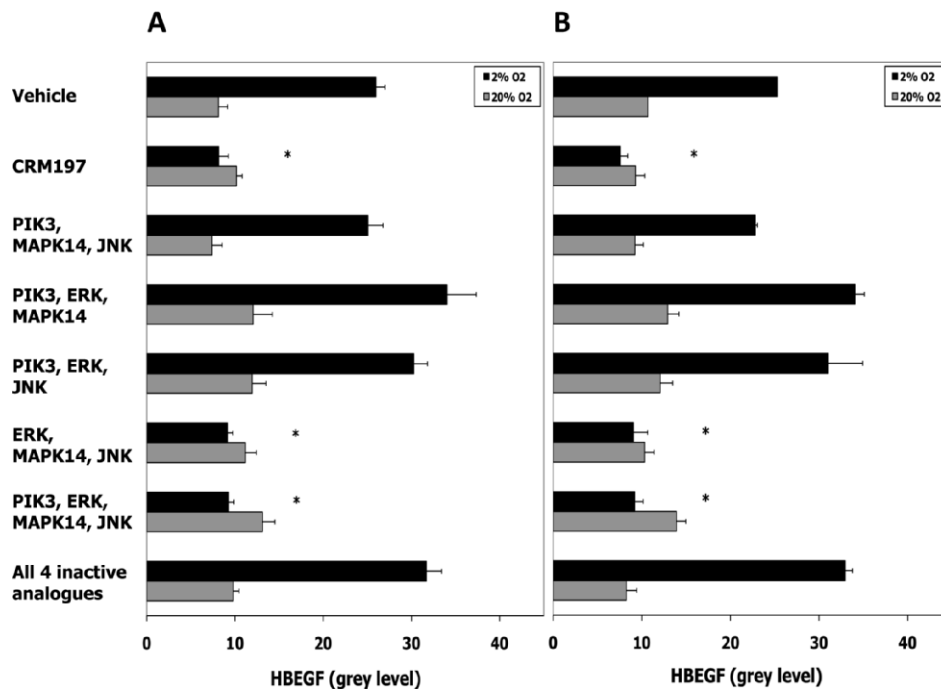 A
B
2% O2
20% O2
2% O2
20% O2
Vehicle
CRM197
*
*
PIK3,
MAPK14, JNK
PIK3, ERK,
MAPK14
PIK3, ERK,
JNK
ERK,
MAPK14, JNK
*
*
PIK3, ERK,
MAPK14, JNK
*
*
All 4 inactive
analogues
0 10 20 30 40
0 10 20 30 40
HBEGF (grey level)
HBEGF (grey level)